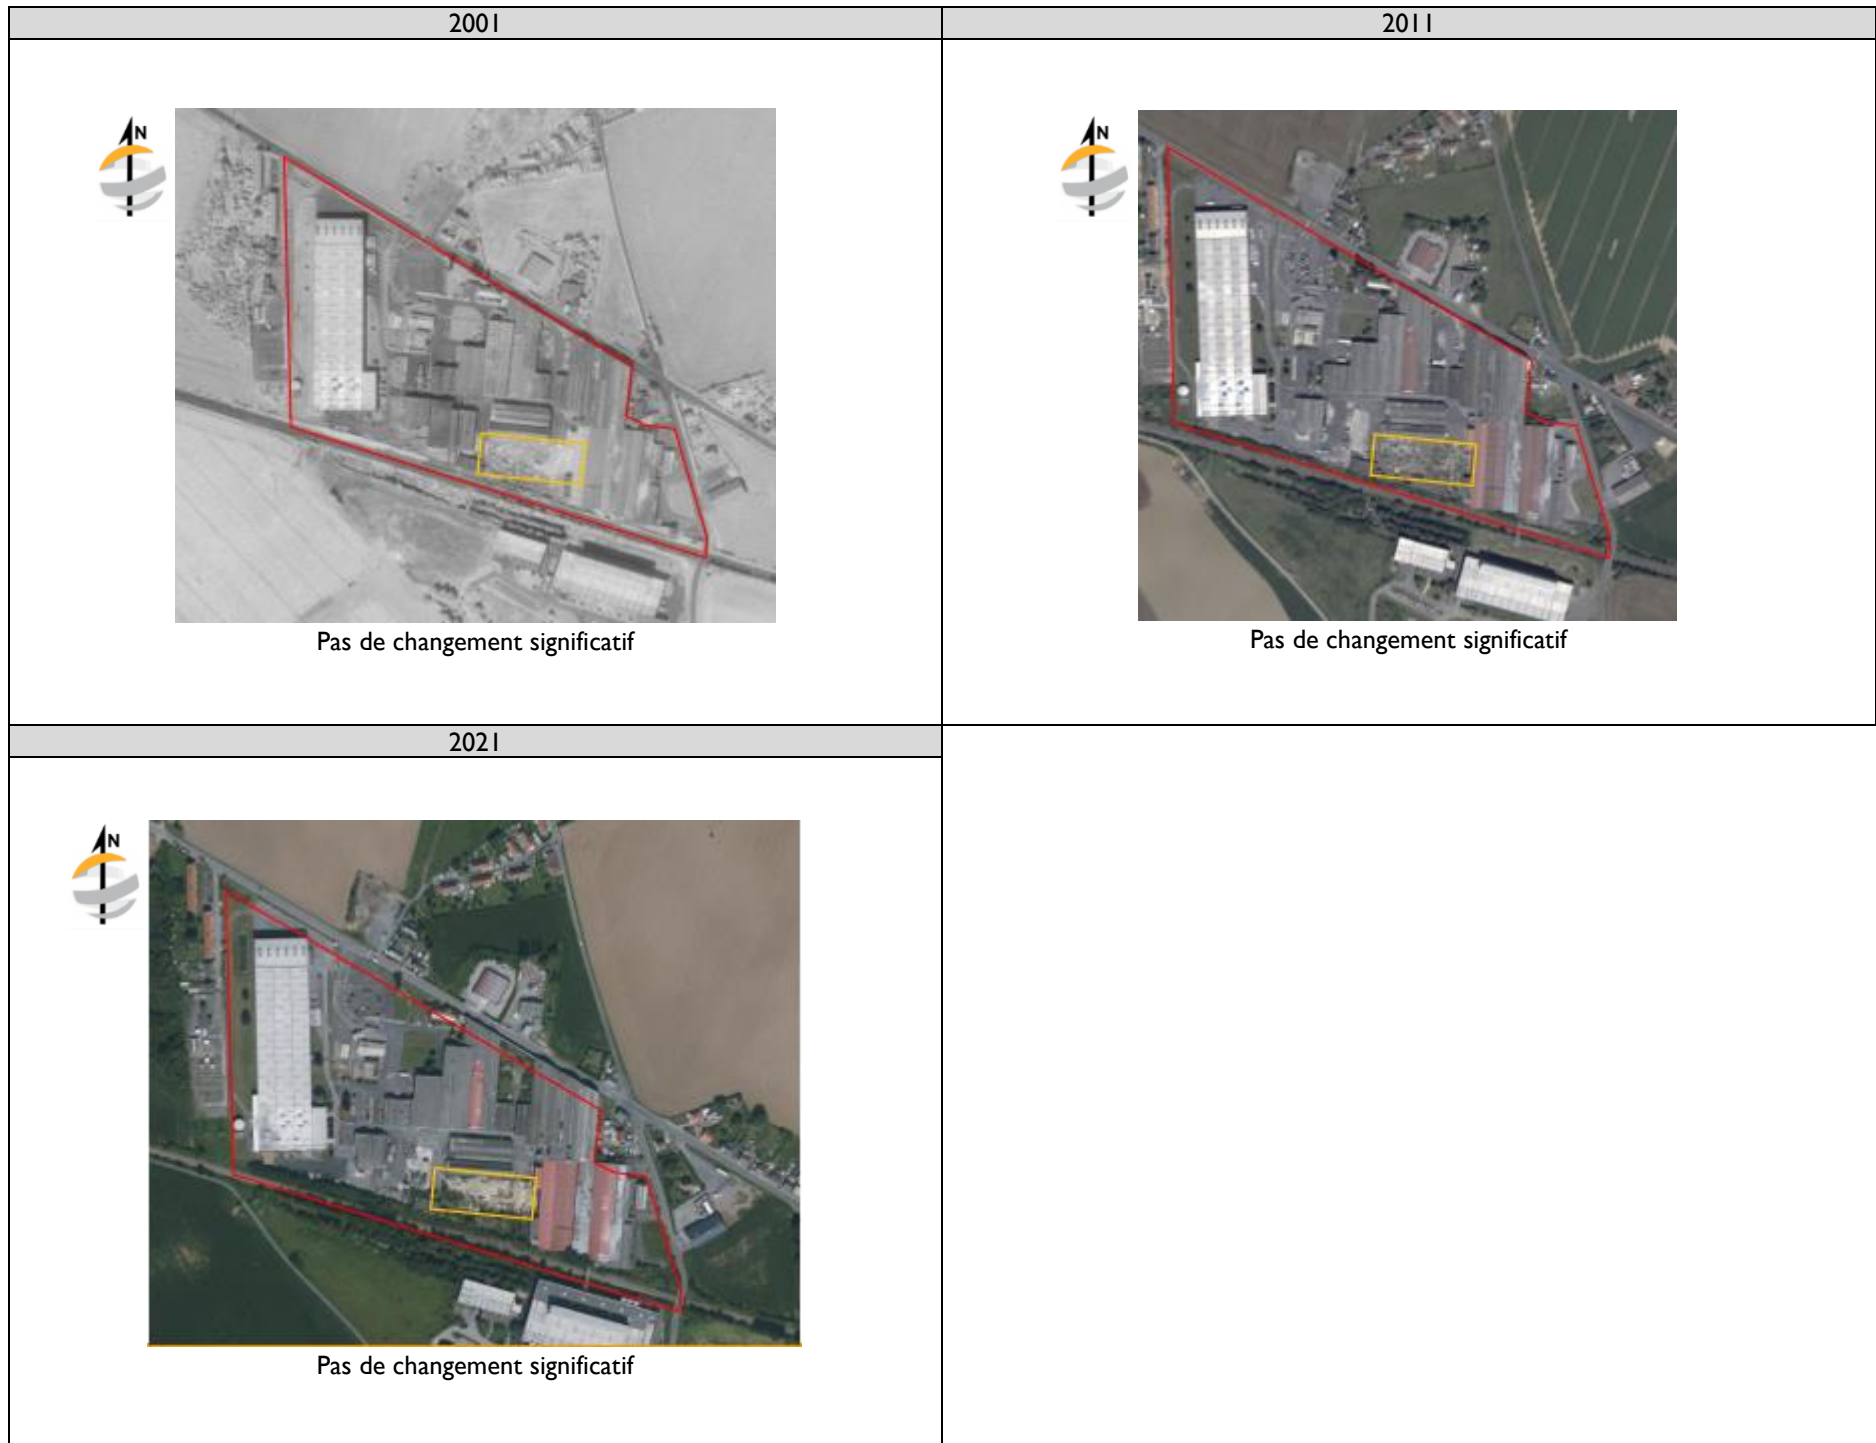 2001
2011
N
N
Pas de changement significatif
Pas de changement significatif
2021
N
Pas de changement significatif